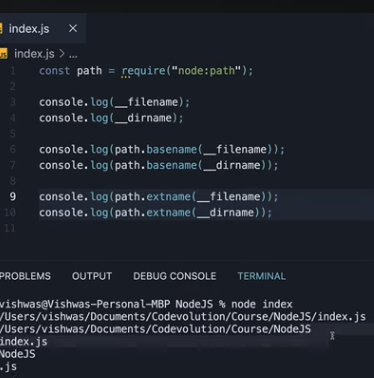 index.js
index.js > ...
1 const path = require("node:path");
2
3 console.log(__filename);
4 console.log(__dirname);
5
6 console.log(path.basename(__filename));
7 console.log(path.basename(__dirname));
8
9 console.log(path.extname(__filename));
10 console.log(path.extname(__dirname));
11
PROBLEMS OUTPUT DEBUG CONSOLE TERMINAL
vishwas@Vishwas-Personal-MBP NodeJS % node index
/Users/vishwas/Documents/Codevolution/Course/NodeJS/index.js
/Users/vishwas/Documents/Codevolution/Course/NodeJS
index.js
NodeJS
.js